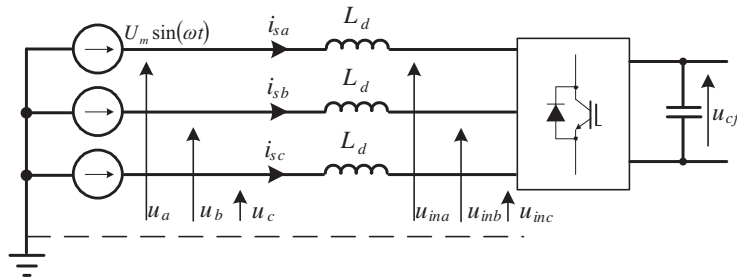 U_m sin(ωt)
i_sa
L_d
i_sb
L_d
i_sc
L_d
u_a
u_b
u_c
u_ina
u_inb
u_inc
u_cf